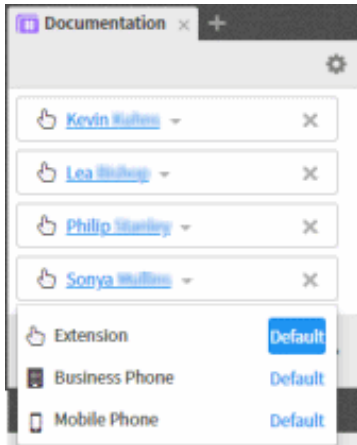 Documentation
Kevin
Lea
Philip
Sonya
Extension Default
Business Phone Default
Mobile Phone Default